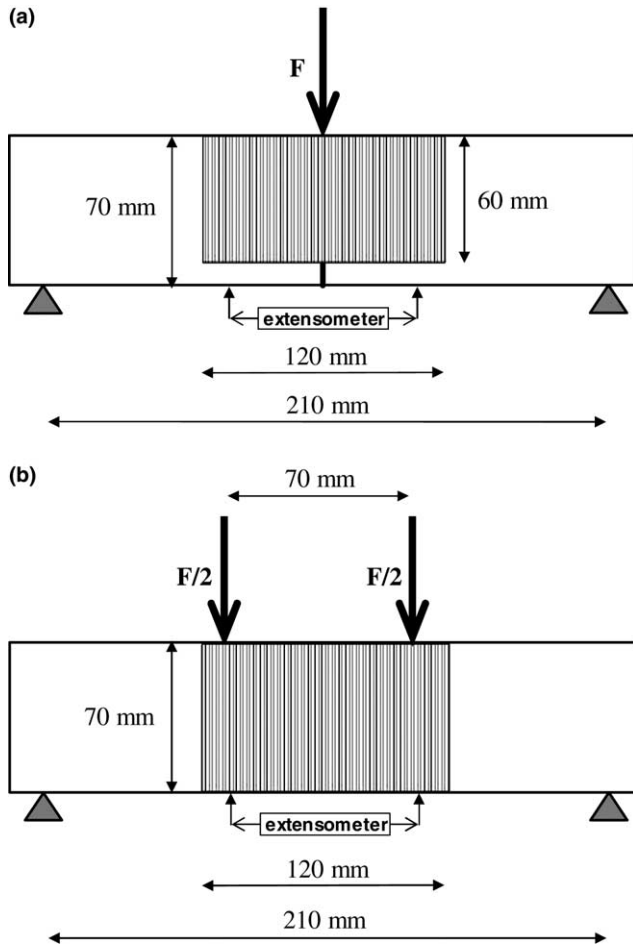 (a)
F
70 mm
60 mm
extensometer
120 mm
210 mm
(b)
70 mm
F/2
F/2
70 mm
extensometer
120 mm
210 mm